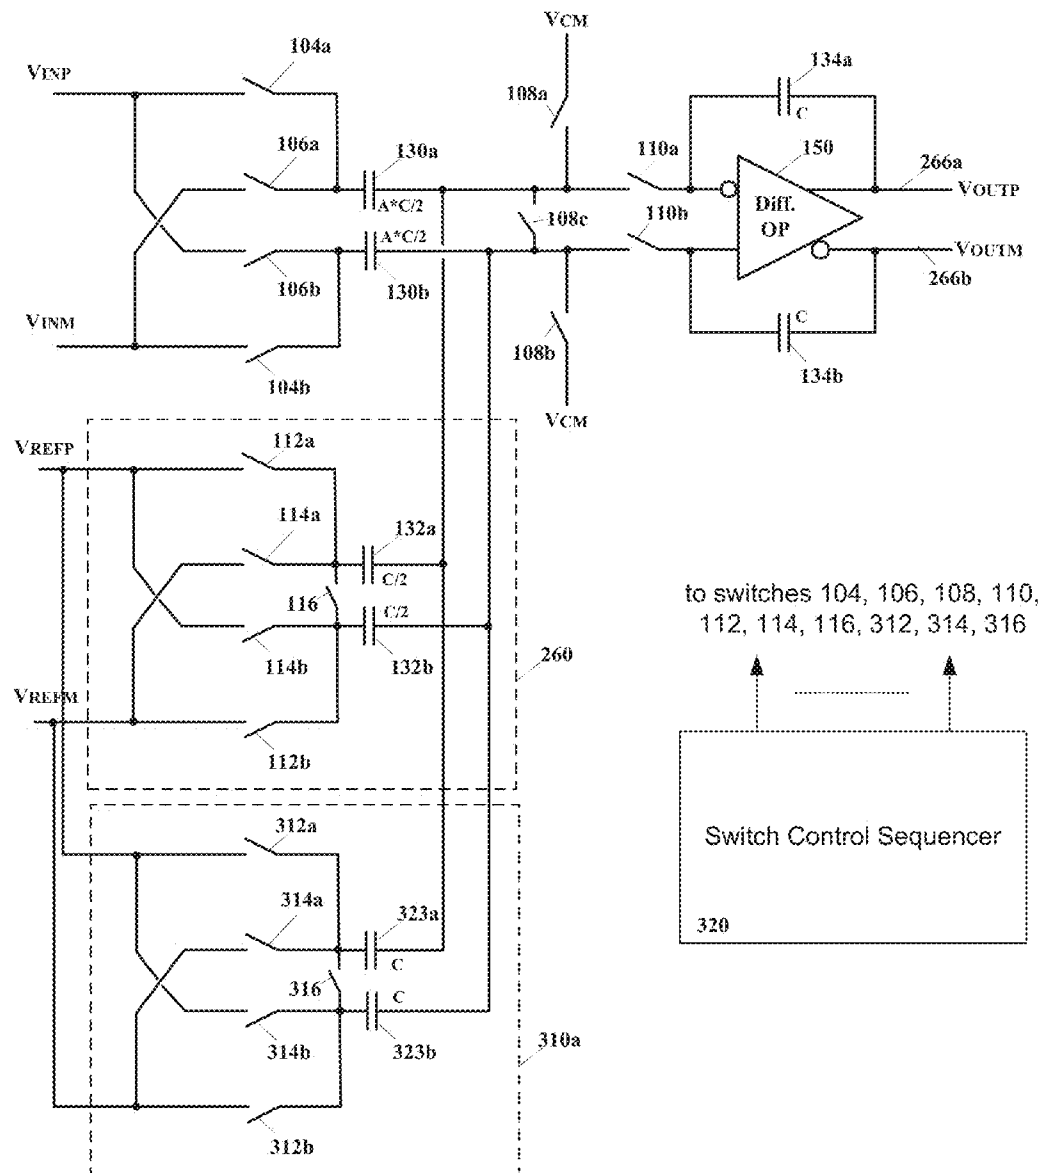 VCM
104a
VINP
134a
108a
C
106a
130a
110a
150
266a
A*C/2
VOUTP
Diff.
OP
A*C/2
108c
110b
VOUTM
106b
130b
266b
VINM
C
108b
104b
134b
VCM
VREFP
112a
114a
132a
C/2
116
C/2
114b
132b
260
VREFM
112b
to switches 104, 106, 108, 110,
112, 114, 116, 312, 314, 316
312a
Switch Control Sequencer
314a
323a
320
C
316
C
314b
323b
310a
312b